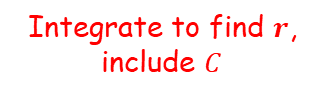 Integrate to find r,
include C